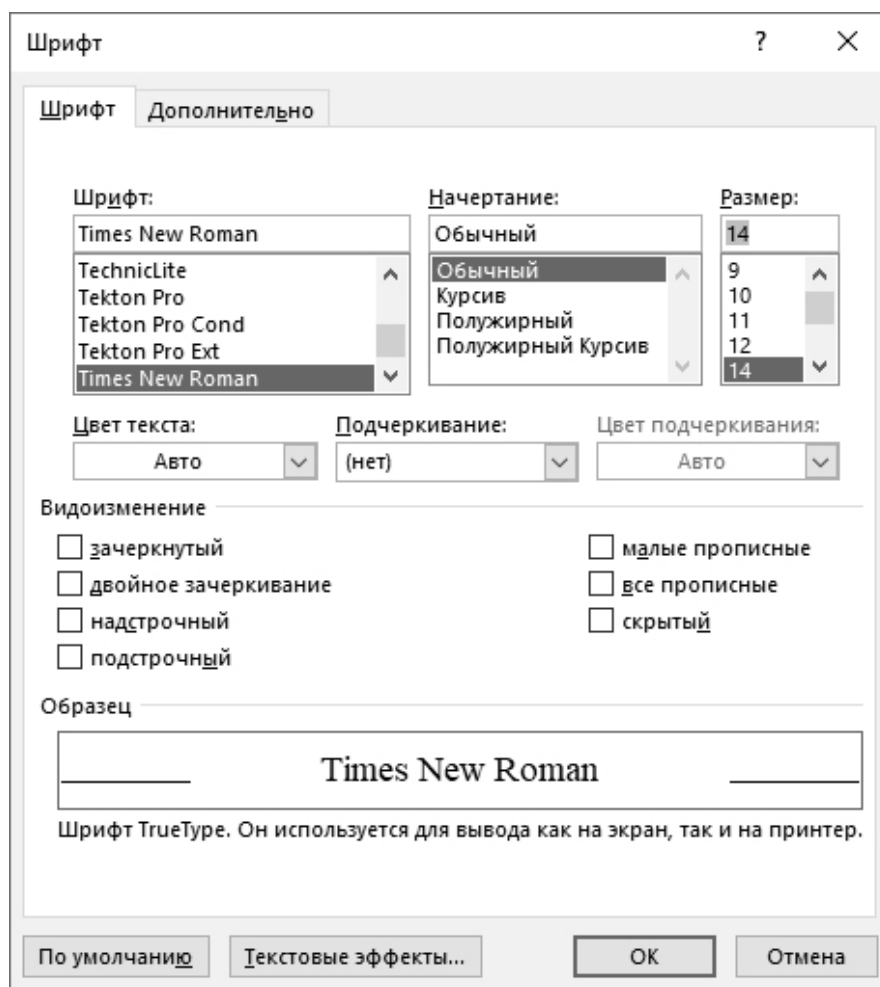 Шрифт ?
Шрифт Дополнительно
Шрифт: Начертание: Размер:
Times New Roman Обычный 14
TechnicLite Обычный 9
Tekton Pro Курсив 10
Tekton Pro Cond Полужирный 11
Tekton Pro Ext Полужирный Курсив 12
Times New Roman 14
Цвет текста: Подчеркивание: Цвет подчеркивания:
Авто (нет) Авто
Видоизменение
зачеркнутый малые прописные
двойное зачеркивание все прописные
надстрочный скрытый
подстрочный
Образец
Times New Roman
Шрифт TrueType. Он используется для вывода как на экран, так и на принтер.
По умолчанию Текстовые эффекты... ОК Отмена